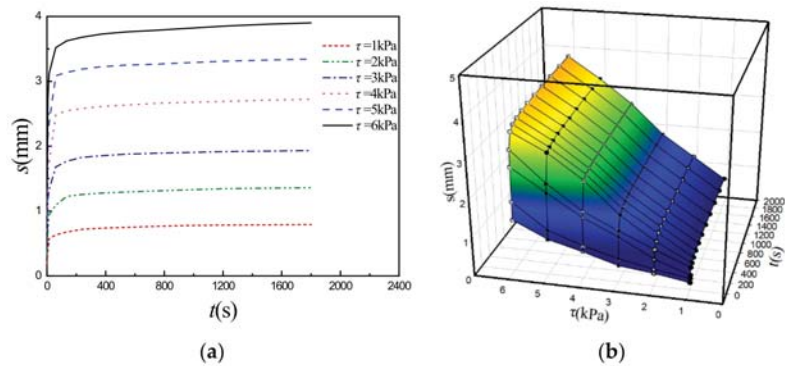 4
3
2
1
0
s(mm)
0 400 800 1200 1600 2000 2400
t(s)
τ=1kPa
τ=2kPa
τ=3kPa
τ=4kPa
τ=5kPa
τ=6kPa
(a)
5
4
3
2
1
0
s(mm)
6 5 4 3 2 1 0
τ(kPa)
2000
1800
1600
1400
1200
1000
800
600
400
200
0
t(s)
(b)